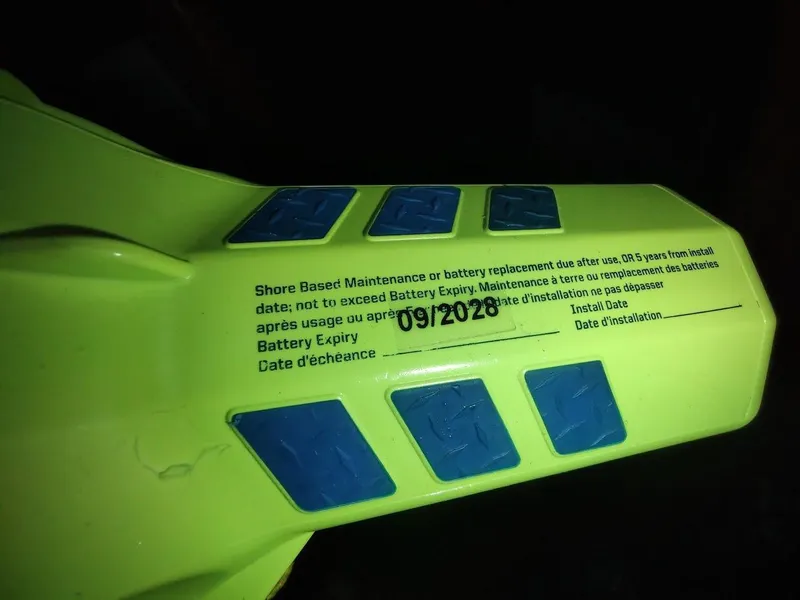 Shore Based Maintenance or battery replacement due after use, OR 5 years from install
date; not to exceed Battery Expiry. Maintenance à terre ou remplacement des batteries
après usage ou après date d'installation ne pas dépasser
09/2028
Battery Expiry
Install Date
Date d'échéance
Date d'installation